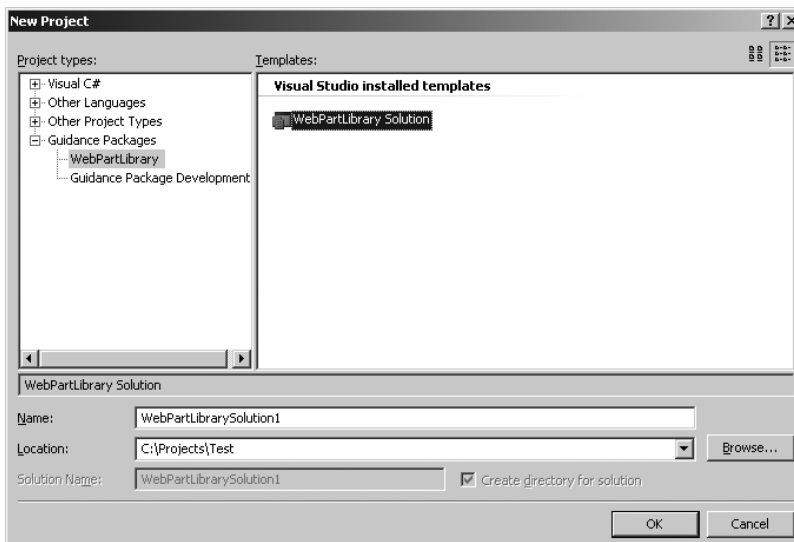 New Project
Project types:
Templates:
Visual C#
Other Languages
Other Project Types
Guidance Packages
WebPartLibrary
Guidance Package Development
Visual Studio installed templates
WebPartLibrary Solution
WebPartLibrary Solution
Name:
WebPartLibrarySolution1
Location:
C:\Projects\Test
Browse...
Solution Name:
WebPartLibrarySolution1
Create directory for solution
OK
Cancel